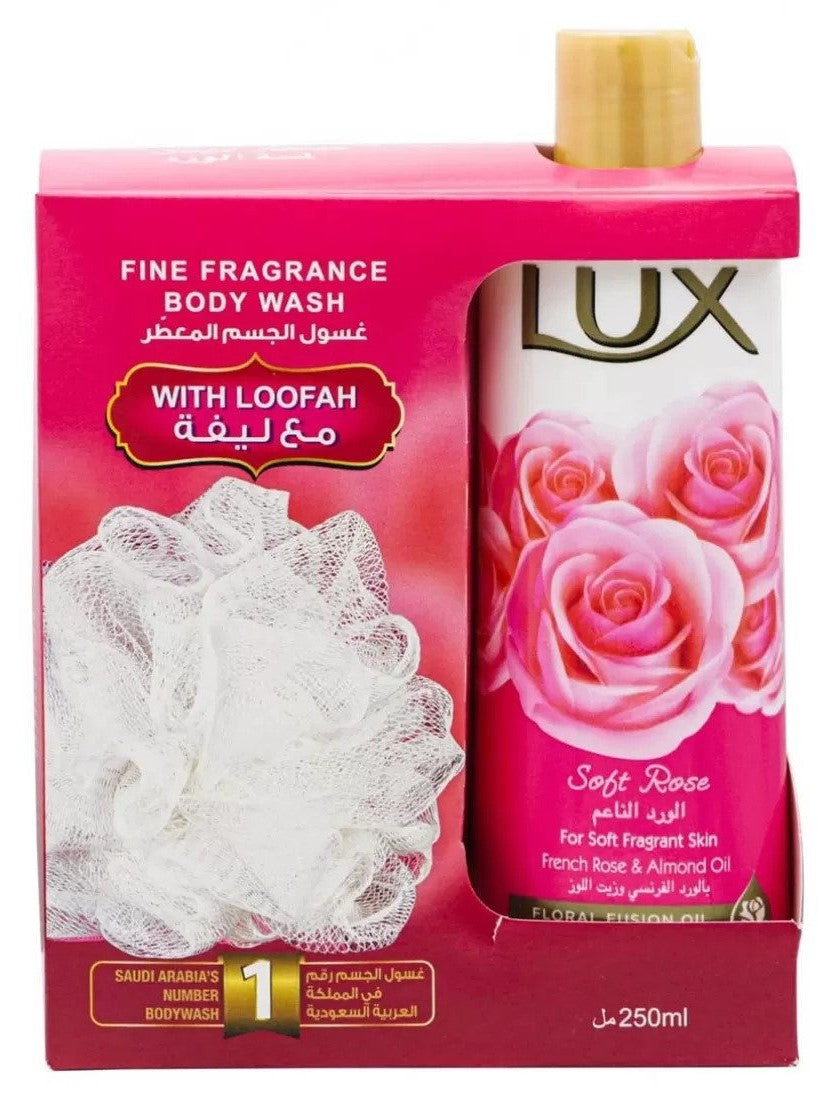 FINE FRAGRANCE
BODY WASH
غسول الجسم المعطّر
WITH LOOFAH
مع ليفة
LUX
Soft Rose
الورد الناعم
For Soft Fragrant Skin
French Rose & Almond Oil
بالورد الفرنسي وزيت اللوز
FLORAL FUSION OIL
SAUDI ARABIA'S
NUMBER
BODYWASH
1
غسول الجسم رقم
في المملكة
العربية السعودية
250ml مل